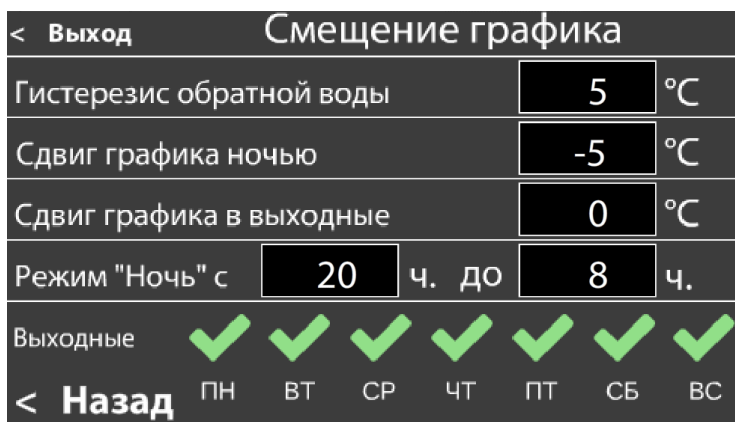 < Выход Смещение графика
Гистерезис обратной воды 5 °C
Сдвиг графика ночью -5 °C
Сдвиг графика в выходные 0 °C
Режим "Ночь" с 20 ч. до 8 ч.
Выходные
ПН ВТ СР ЧТ ПТ СБ ВС
< Назад